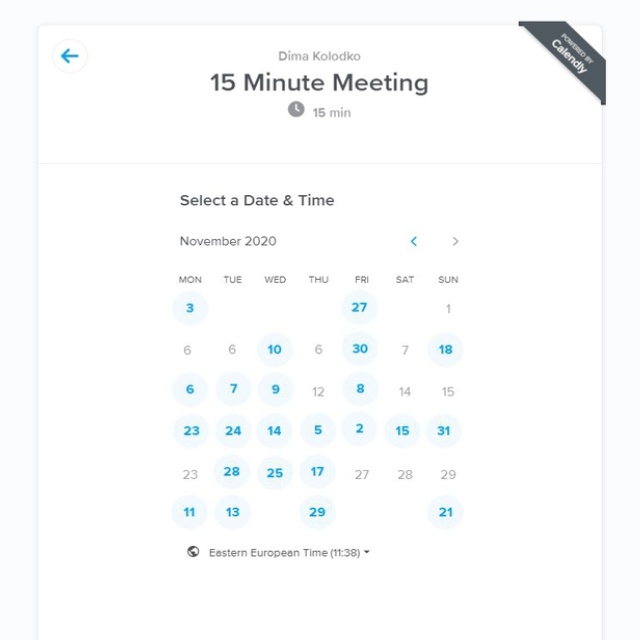 POWERED BY
Calendly
Dima Kolodko
15 Minute Meeting
15 min
Select a Date & Time
November 2020
MON TUE WED THU FRI SAT SUN
3 27 1
6 6 10 6 30 7 18
6 7 9 12 8 14 15
23 24 14 5 2 15 31
23 28 25 17 27 28 29
11 13 29 21
Eastern European Time (11:38)